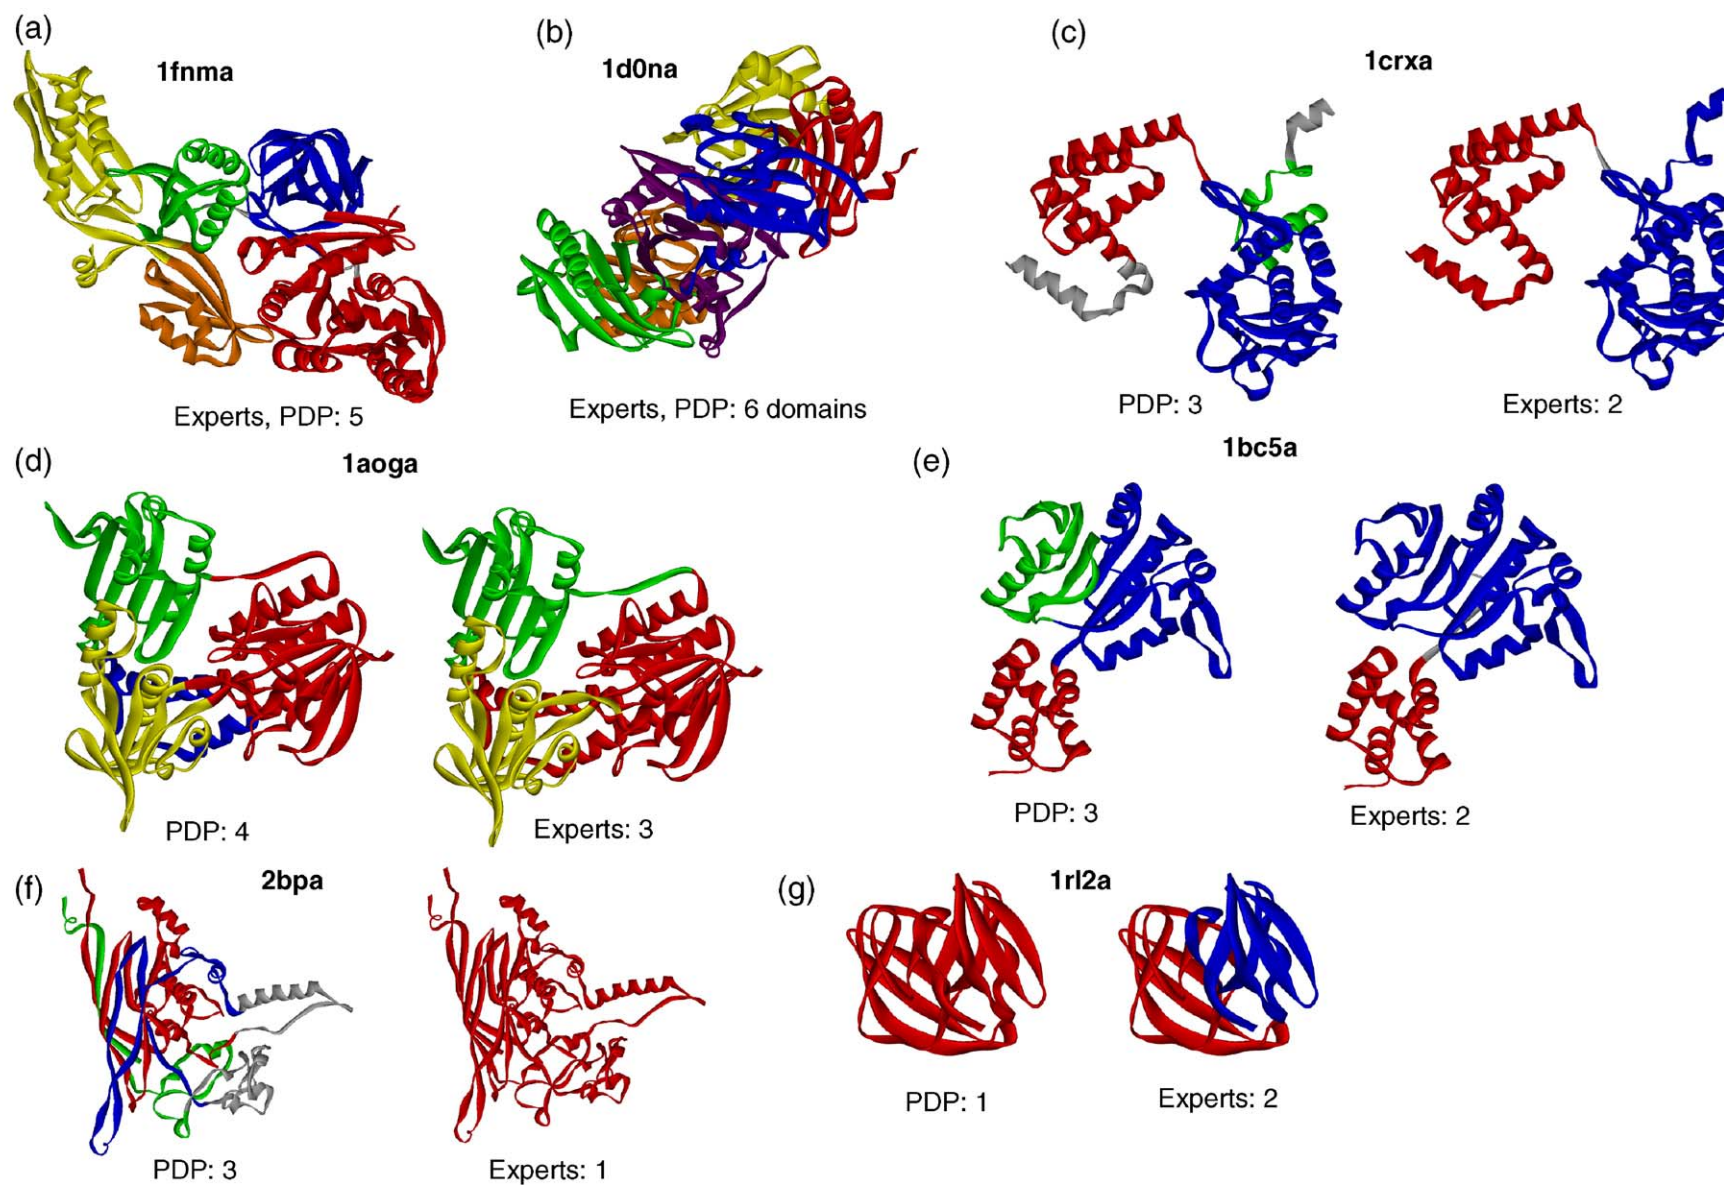 (a)
1fnma
Experts, PDP: 5
(b)
1d0na
Experts, PDP: 6 domains
(c)
1crxa
PDP: 3
Experts: 2
(d)
1aoga
PDP: 4
Experts: 3
(e)
1bc5a
PDP: 3
Experts: 2
(f)
2bpa
PDP: 3
Experts: 1
(g)
1rl2a
PDP: 1
Experts: 2